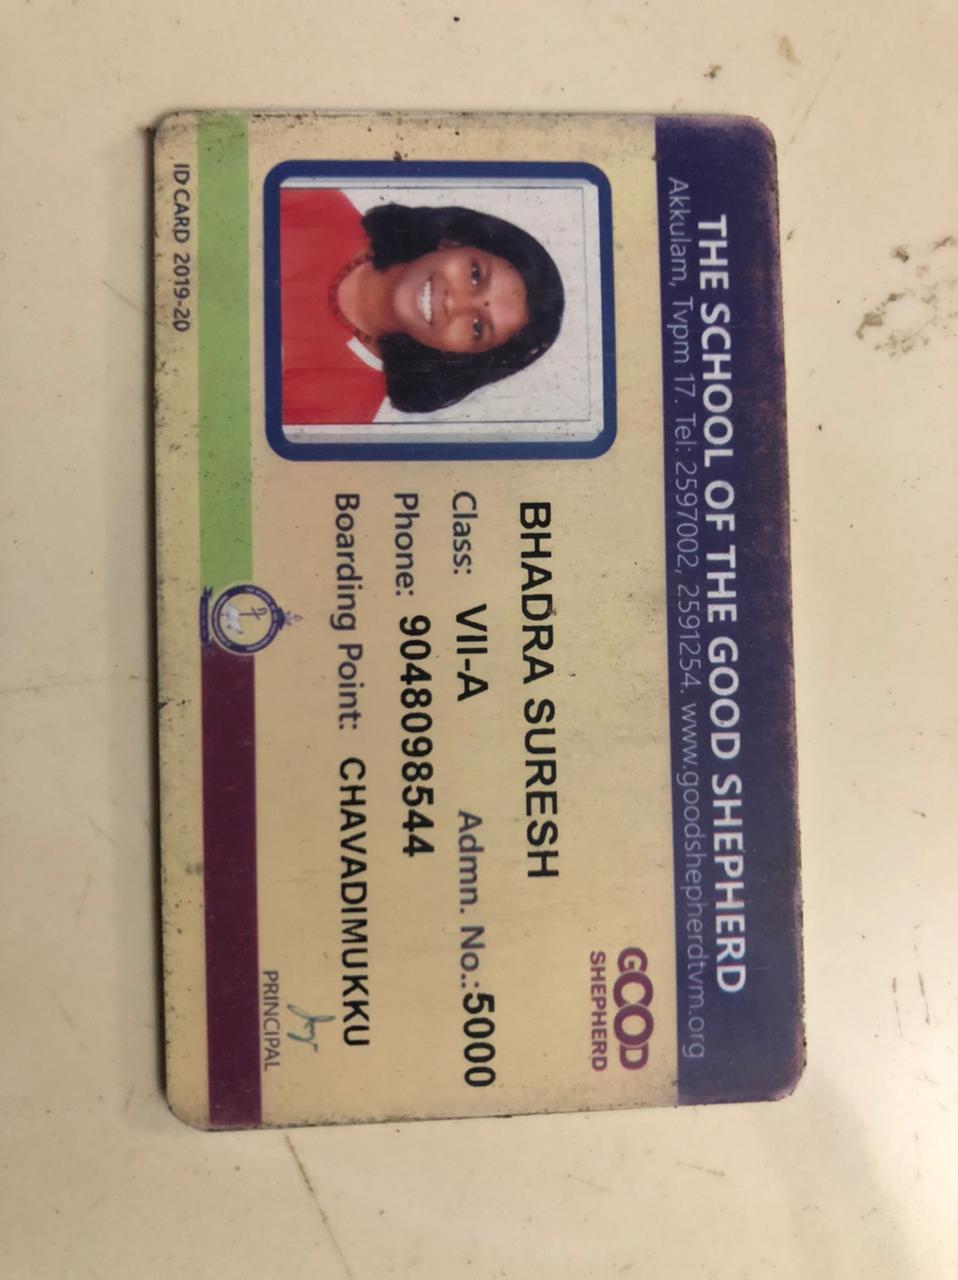 THE SCHOOL OF THE GOOD SHEPHERD
Akkulam, Tvpm 17. Tel: 2597002, 2591254. www.goodshepherdtvm.org
GOOD
SHEPHERD
BHADRA SURESH
Class: VII-A Admn. No.:5000
Phone: 9048098544
Boarding Point: CHAVADIMUKKU
PRINCIPAL
ID CARD 2019-20